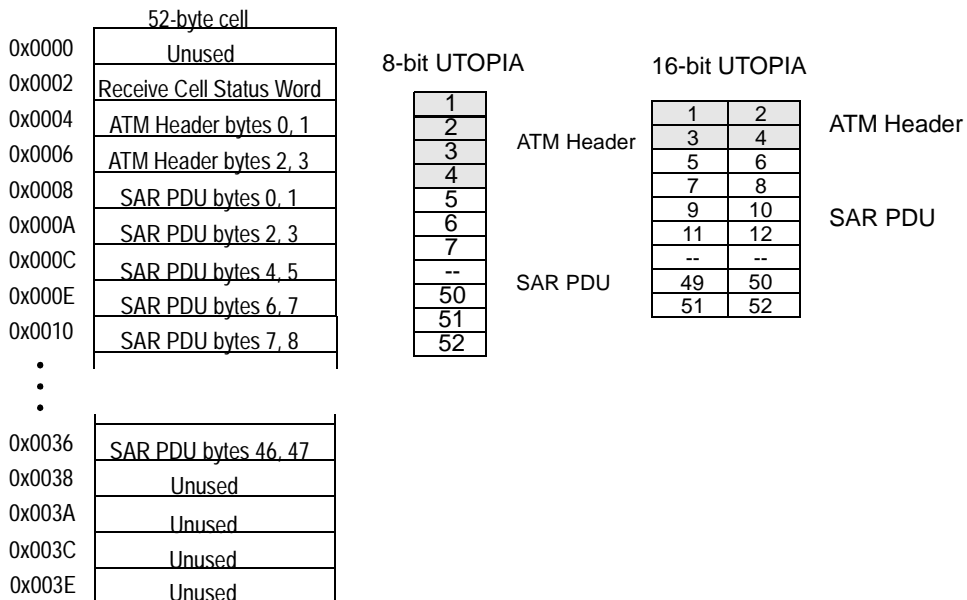 52-byte cell
0x0000 Unused
0x0002 Receive Cell Status Word
0x0004 ATM Header bytes 0, 1
0x0006 ATM Header bytes 2, 3
0x0008 SAR PDU bytes 0, 1
0x000A SAR PDU bytes 2, 3
0x000C SAR PDU bytes 4, 5
0x000E SAR PDU bytes 6, 7
0x0010 SAR PDU bytes 7, 8
0x0036 SAR PDU bytes 46, 47
0x0038 Unused
0x003A Unused
0x003C Unused
0x003E Unused
8-bit UTOPIA
1
2
3
4
5
6
7
--
50
51
52
ATM Header
SAR PDU
16-bit UTOPIA
1 2
3 4
5 6
7 8
9 10
11 12
-- --
49 50
51 52
ATM Header
SAR PDU